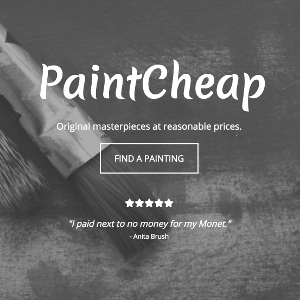 PaintCheap
Original masterpieces at reasonable prices.
FIND A PAINTING
★★★★★
"I paid next to no money for my Monet."
- Anita Brush